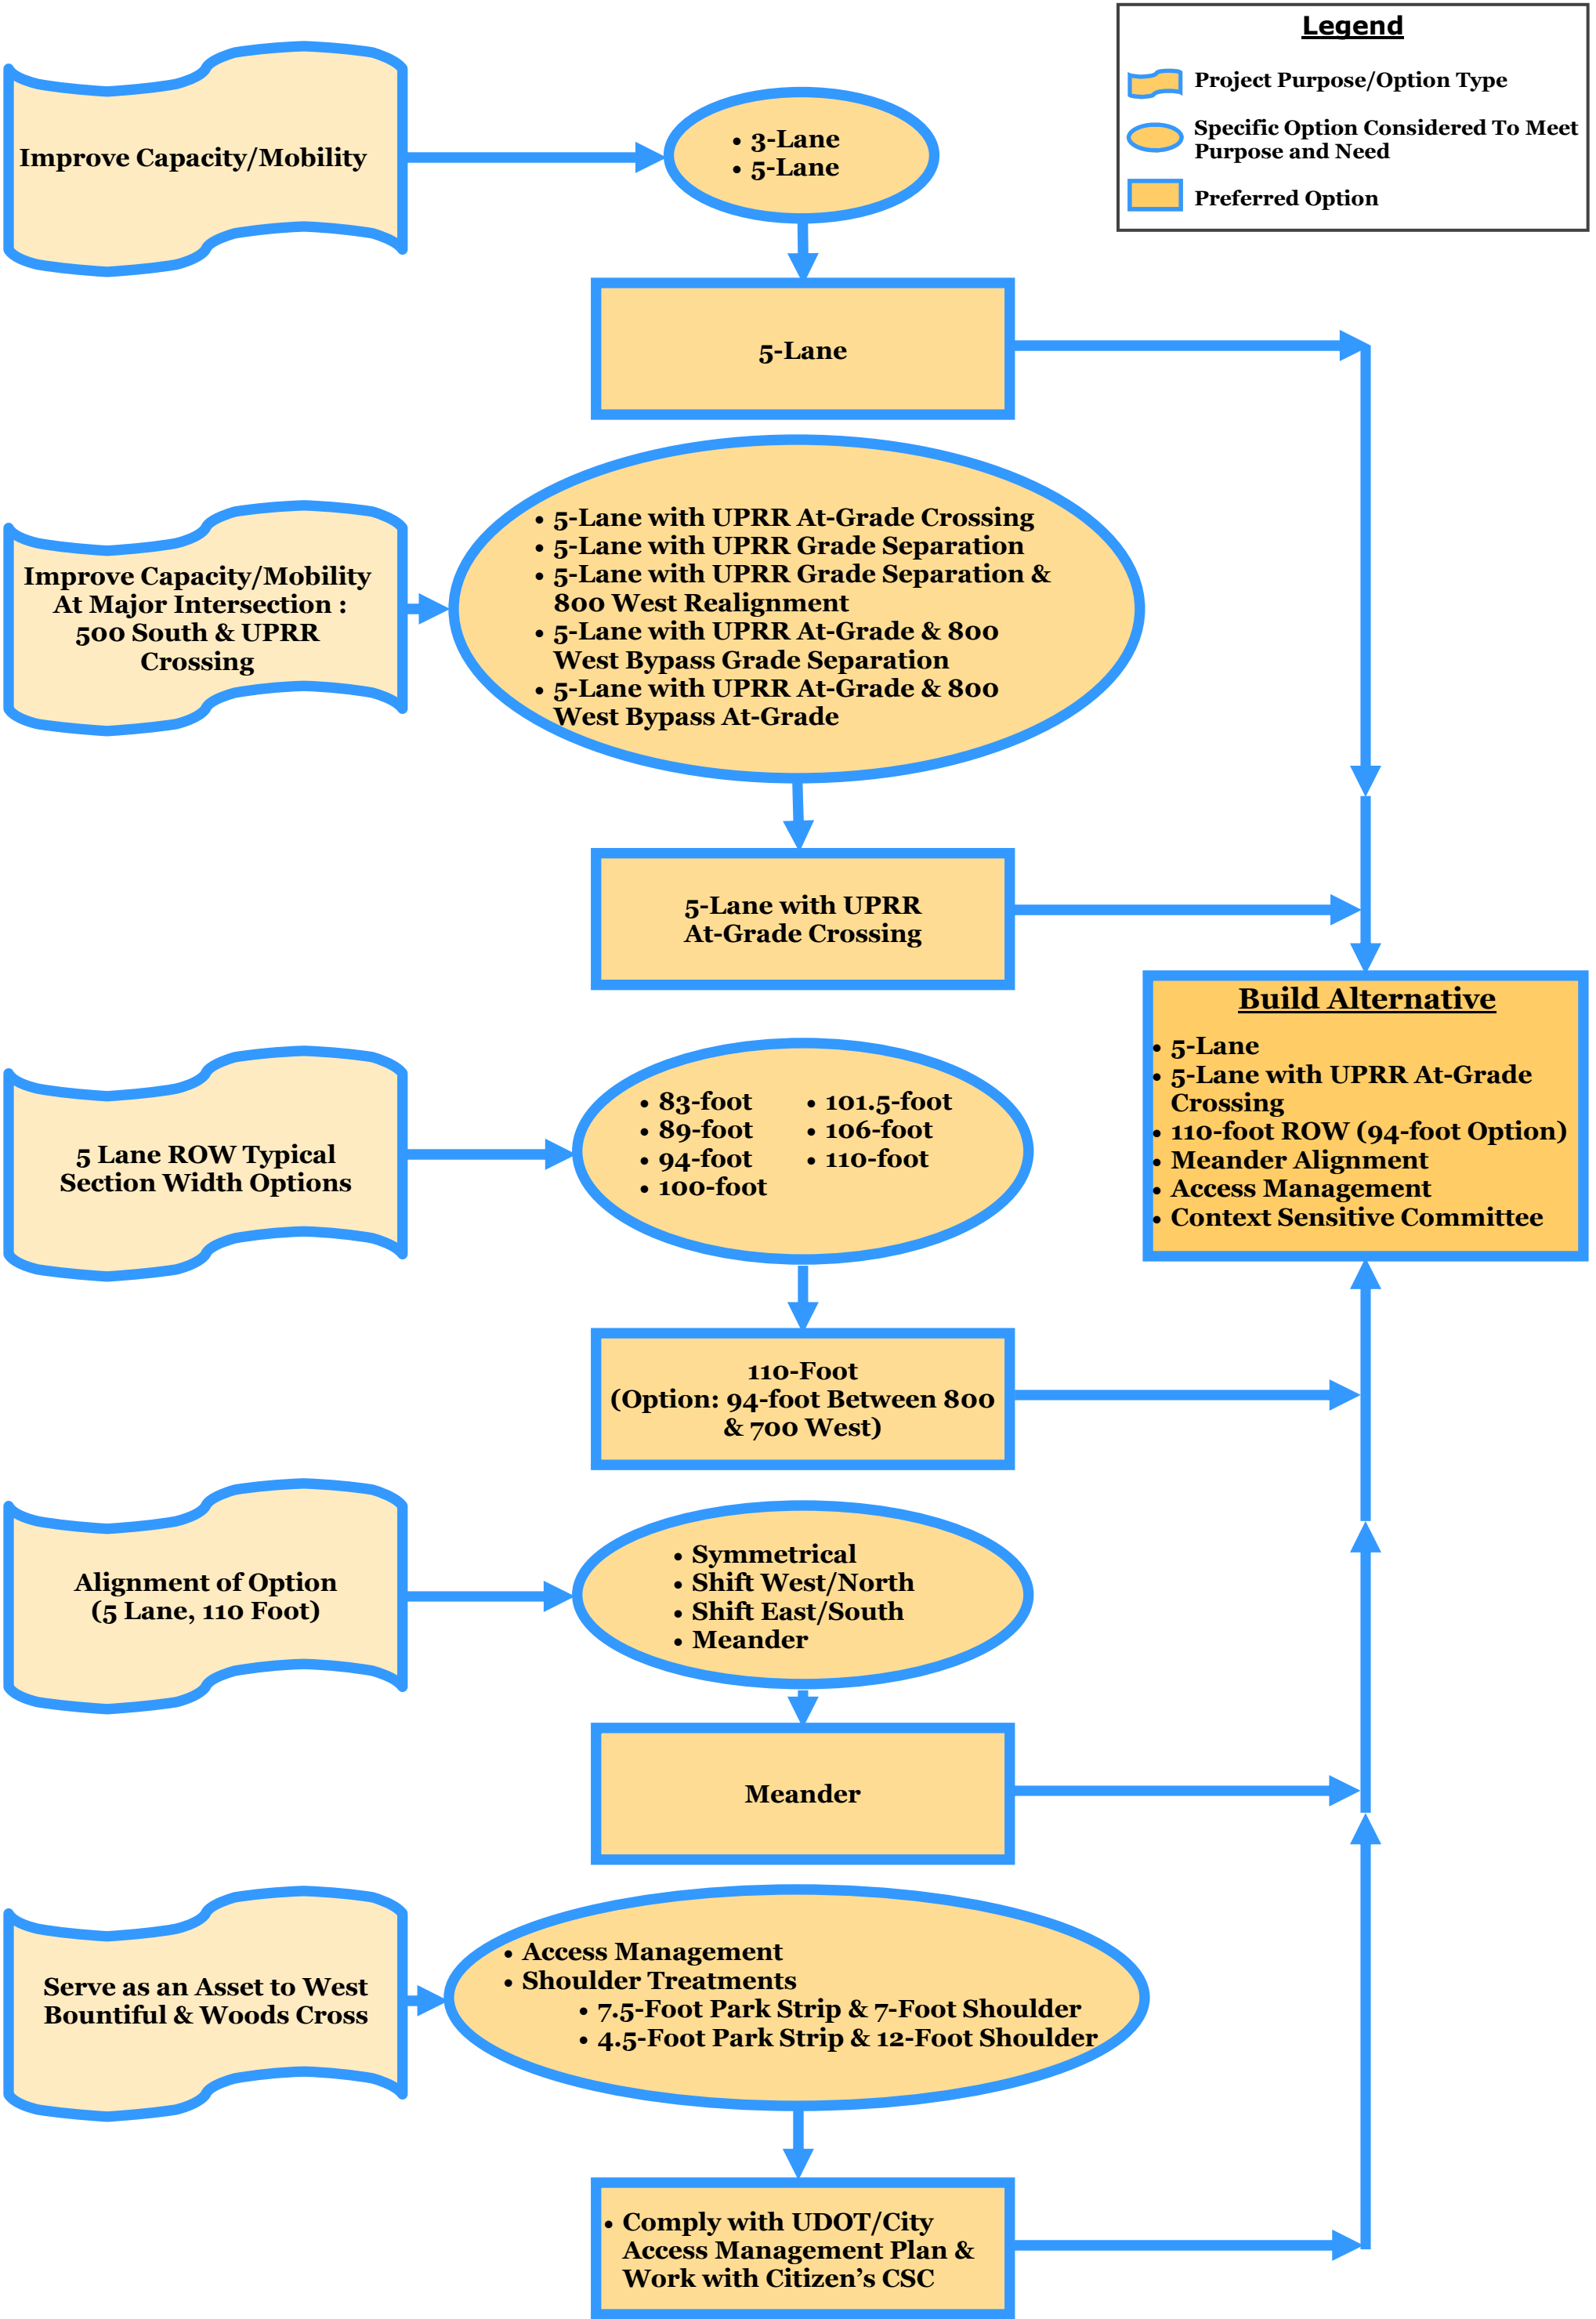 Legend
Project Purpose/Option Type
Specific Option Considered To Meet
Purpose and Need
Preferred Option
Improve Capacity/Mobility
• 3-Lane
• 5-Lane
5-Lane
Improve Capacity/Mobility
At Major Intersection :
500 South & UPRR
Crossing
• 5-Lane with UPRR At-Grade Crossing
• 5-Lane with UPRR Grade Separation
• 5-Lane with UPRR Grade Separation &
800 West Realignment
• 5-Lane with UPRR At-Grade & 800
West Bypass Grade Separation
• 5-Lane with UPRR At-Grade & 800
West Bypass At-Grade
5-Lane with UPRR
At-Grade Crossing
Build Alternative
• 5-Lane
• 5-Lane with UPRR At-Grade
Crossing
• 110-foot ROW (94-foot Option)
• Meander Alignment
• Access Management
• Context Sensitive Committee
5 Lane ROW Typical
Section Width Options
• 83-foot
• 89-foot
• 94-foot
• 100-foot
• 101.5-foot
• 106-foot
• 110-foot
110-Foot
(Option: 94-foot Between 800
& 700 West)
Alignment of Option
(5 Lane, 110 Foot)
• Symmetrical
• Shift West/North
• Shift East/South
• Meander
Meander
Serve as an Asset to West
Bountiful & Woods Cross
• Access Management
• Shoulder Treatments
• 7.5-Foot Park Strip & 7-Foot Shoulder
• 4.5-Foot Park Strip & 12-Foot Shoulder
• Comply with UDOT/City
Access Management Plan &
Work with Citizen’s CSC